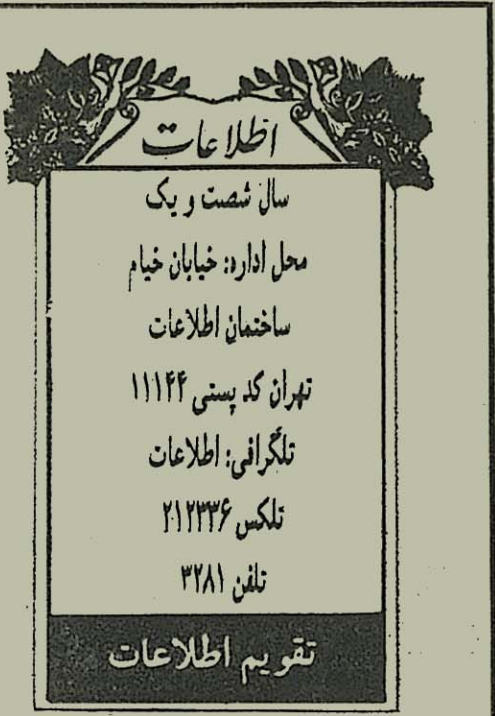 اطلاعات
سال شصت و یک
محل اداره: خیابان خیام
ساختمان اطلاعات
تهران کد پستی ۱۱۱۴۴
تلگرافی: اطلاعات
تلکس ۲۱۲۳۳۶
تلفن ۳۲۸۱
تقویم اطلاعات